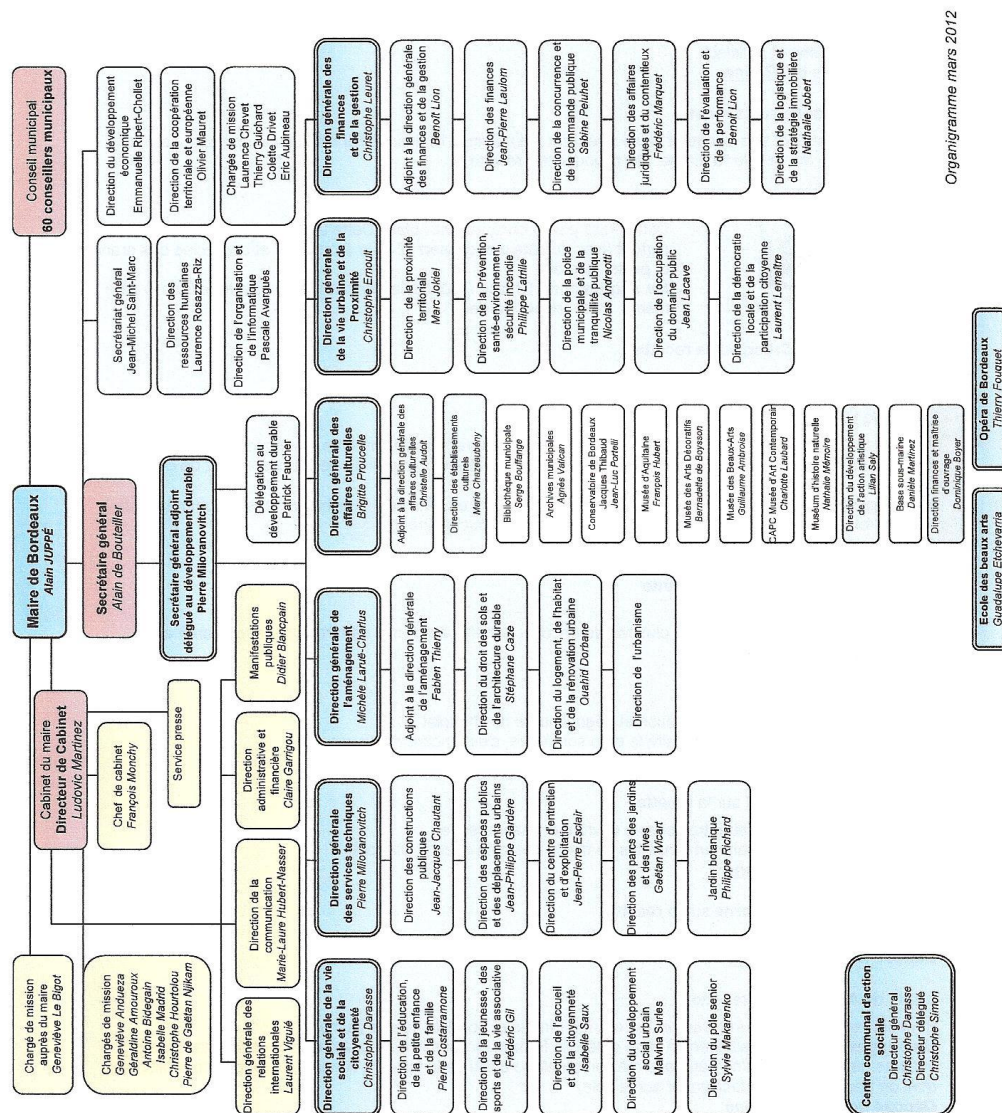 Maire de Bordeaux
Alain JUPPÉ
Conseil municipal
60 conseillers municipaux
Cabinet du maire
Directeur de Cabinet
Ludovic Martinez
Secrétaire général
Alain de Bouteiller
Secrétaire général adjoint
délégué au développement durable
Pierre Milovanovitch
Chargé de mission
auprès du maire
Geneviève Le Bigot
Chargés de mission
Geneviève Andueza
Géraldine Amouroux
Antoine Bidegain
Isabelle Madrid
Christophe Hourtolou
Pierre de Gaëtan Njikam
Chef de cabinet
François Monchy
Service presse
Direction générale des
relations
internationales
Laurent Vigulé
Direction de la
communication
Marie-Laure Hubert-Nasser
Direction
administrative et
financière
Claire Garrigou
Manifestations
publiques
Didier Blancpain
Délégation au
développement durable
Patrick Faucher
Secrétariat général
Jean-Michel Saint-Marc
Direction des
ressources humaines
Laurence Rosazza-Riz
Direction de l'organisation et
de l'informatique
Pascale Avarguès
Direction du développement
économique
Emmanuelle Ripert-Chollet
Direction de la coopération
territoriale et européenne
Olivier Mauret
Chargés de mission
Laurence Chevet
Thierry Guichard
Colette Drivet
Eric Aubineau
Direction générale de la vie
sociale et de la
citoyenneté
Christophe Darasse
Direction de l'éducation,
de la petite enfance
et de la famille
Pierre Costarramone
Direction de la jeunesse, des
sports et de la vie associative
Frédéric Gil
Direction de l'accueil
et de la citoyenneté
Isabelle Saux
Direction du développement
social urbain
Malvina Surles
Direction du pôle senior
Sylvie Makarenko
Direction générale
des services techniques
Pierre Milovanovitch
Direction des constructions
publiques
Jean-Jacques Chautant
Direction des espaces publics
et des déplacements urbains
Jean-Philippe Gardère
Direction du centre d'entretien
et d'exploitation
Jean-Pierre Esclair
Direction des parcs des jardins
et des rives
Gaëtan Wicart
Jardin botanique
Philippe Richard
Direction générale de
l'aménagement
Michèle Laruë-Charlus
Adjoint à la direction générale
de l'aménagement
Fabien Thierry
Direction du droit des sols et
de l'architecture durable
Stéphane Caze
Direction du logement, de l'habitat
et de la rénovation urbaine
Ouahid Dorbane
Direction de l'urbanisme
Direction générale des
affaires culturelles
Brigitte Proucelle
Adjoint à la direction générale des
affaires culturelles
Christelle Audoit
Direction des établissements
culturels
Marie Chazeaubény
Bibliothèque municipale
Serge Bouffange
Archives municipales
Agnès Vatican
Conservatoire de Bordeaux
Jacques Thibaud
Jean-Luc Portelli
Musée d'Aquitaine
François Hubert
Musée des Arts Décoratifs
Bernadette de Boysson
Musée des Beaux-Arts
Guillaume Ambroise
CAPC Musée d'Art Contemporain
Charlotte Laubard
Muséum d'histoire naturelle
Nathalie Mémoire
Direction du développement
de l'action artistique
Lilian Saly
Base sous-marine
Danièle Martinez
Direction finances et maîtrise
d'ouvrage
Dominique Boyer
Direction générale
de la vie urbaine et de la
Proximité
Christophe Ernoult
Direction de la proximité
territoriale
Marc Jokiel
Direction de la Prévention,
santé-environnement,
sécurité incendie
Philippe Latrille
Direction de la police
municipale et de la
tranquillité publique
Nicolas Andreotti
Direction de l'occupation
du domaine public
Jean Lacave
Direction de la démocratie
locale et de la
participation citoyenne
Laurent Lemaître
Direction générale des
finances
et de la gestion
Christophe Leuret
Adjoint à la direction générale
des finances et de la gestion
Benoît Lion
Direction des finances
Jean-Pierre Laulom
Direction de la concurrence et
de la commande publique
Sabine Peluhet
Direction des affaires
juridiques et du contentieux
Frédéric Marquet
Direction de l'évaluation et
de la performance
Benoît Lion
Direction de la logistique et
de la stratégie immobilière
Nathalie Jobert
Centre communal d'action
sociale
Directeur général
Christophe Darasse
Directeur délégué
Christophe Simon
Ecole des beaux arts
Guadalupe Etchevarria
Opéra de Bordeaux
Thierry Fouquet
Organigramme mars 2012